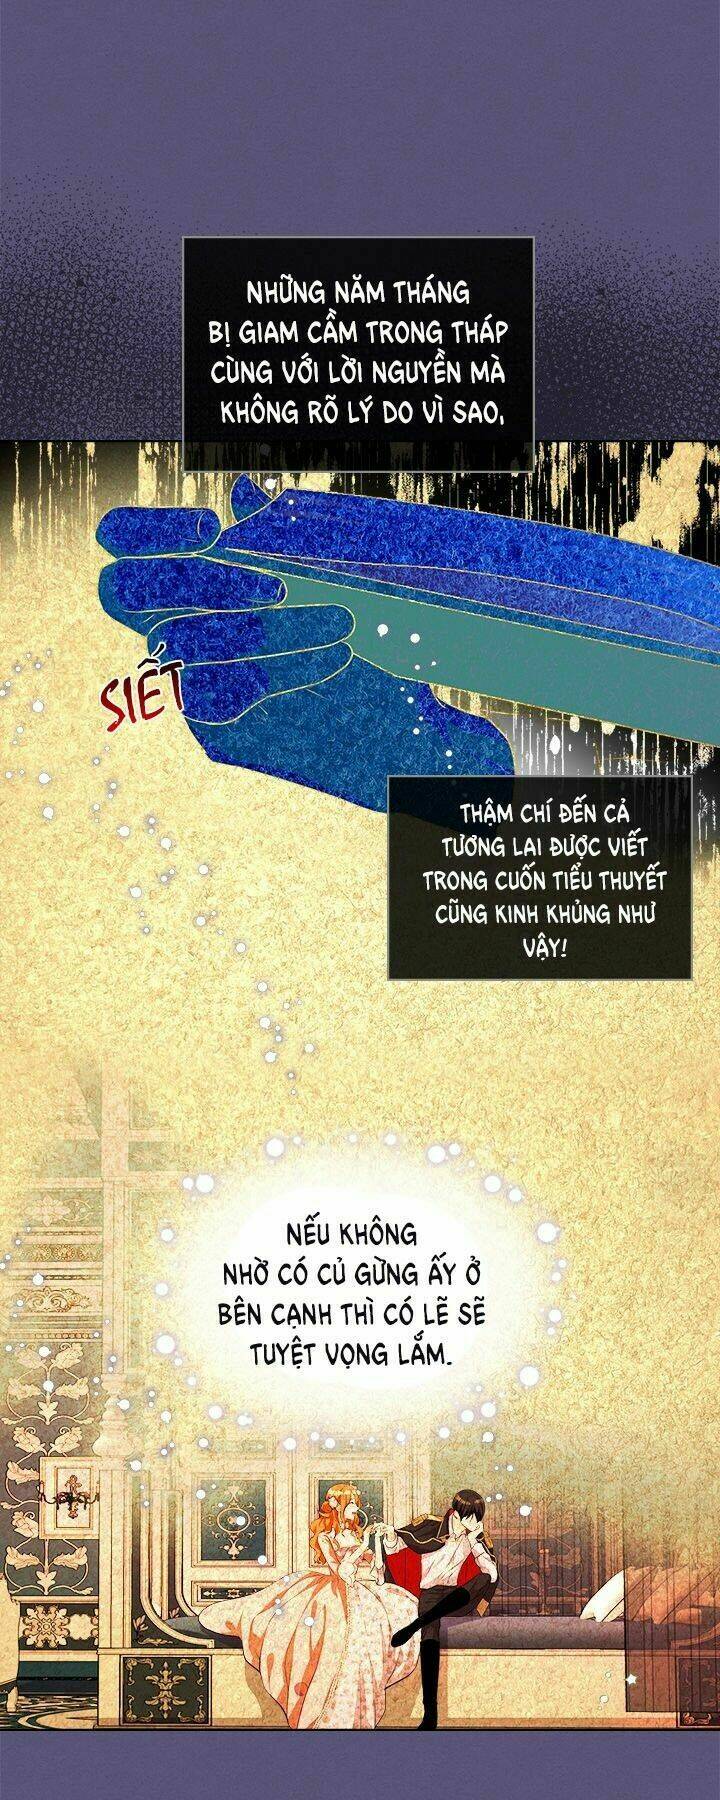 NHỮNG NĂM THÁNG
BỊ GIAM CẦM TRONG THÁP
CÙNG VỚI LỜI NGUYỀN MÀ
KHÔNG RÕ LÝ DO VÌ SAO,
SIẾT
THẬM CHÍ ĐẾN CẢ
TƯƠNG LAI ĐƯỢC VIẾT
TRONG CUỐN TIỂU THUYẾT
CŨNG KINH KHỦNG NHƯ
VẬY!
NẾU KHÔNG
NHỜ CÓ CỦ GỪNG ẤY Ở
BÊN CẠNH THÌ CÓ LẼ SẼ
TUYỆT VỌNG LẮM.